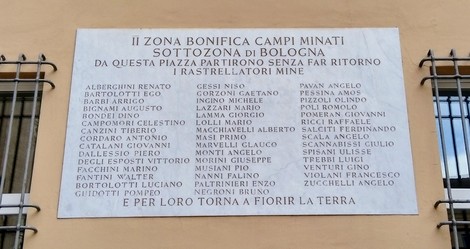 II ZONA BONIFICA CAMPI MINATI
SOTTOZONA DI BOLOGNA
DA QUESTA PIAZZA PARTIRONO SENZA FAR RITORNO
I RASTRELLATORI MINE
ALBERGHINI RENATO
BARTOLOTTI EGO
BARBI ARRIGO
BIGNAMI AUGUSTO
BONDEI DINO
CAMPOMORI CELESTINO
CANZINI TIBERIO
CORDARO ANTONIO
CATALANI GIOVANNI
DALLESSIO PIERO
DEGLI ESPOSTI VITTORIO
FACCHINI MARINO
FANTINI WALTER
BORTOLOTTI LUCIANO
GUIDOTTI POMPEO
GESSI NISO
GORZONI GAETANO
INGINO MICHELE
LAZZARI MARIO
LAMMA GIORGIO
LOLLI MARIO
MACCHIAVELLI ALBERTO
MASI PRIMO
MARVELLI GLAUCO
MONTI ANGELO
MORINI GIUSEPPE
MUSIANI PIO
NANNI FALINO
PALTRINIERI ENZO
NEGRONI BRUNO
PAVAN ANGELO
PESSINA AMOS
PIZZOLI OLINDO
POLI ROMOLO
POMERAN GIOVANNI
RICCI RAFFAELE
SALCITI FERDINANDO
SCALA ANGELO
SCANNABISSI GIULIO
SPISANI ULISSE
TREBBI LUIGI
VENTURI GINO
VIOLANI FRANCESCO
ZUCCHELLI ANGELO
E PER LORO TORNA A FIORIR LA TERRA